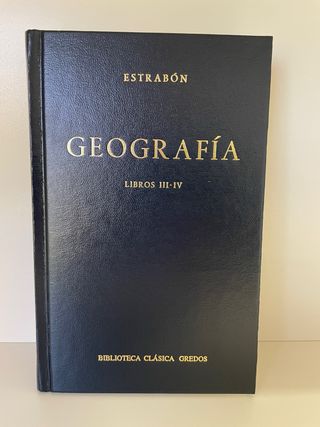 ESTRABÓN
GEOGRAFÍA
LIBROS III-IV
BIBLIOTECA CLÁSICA GREDOS